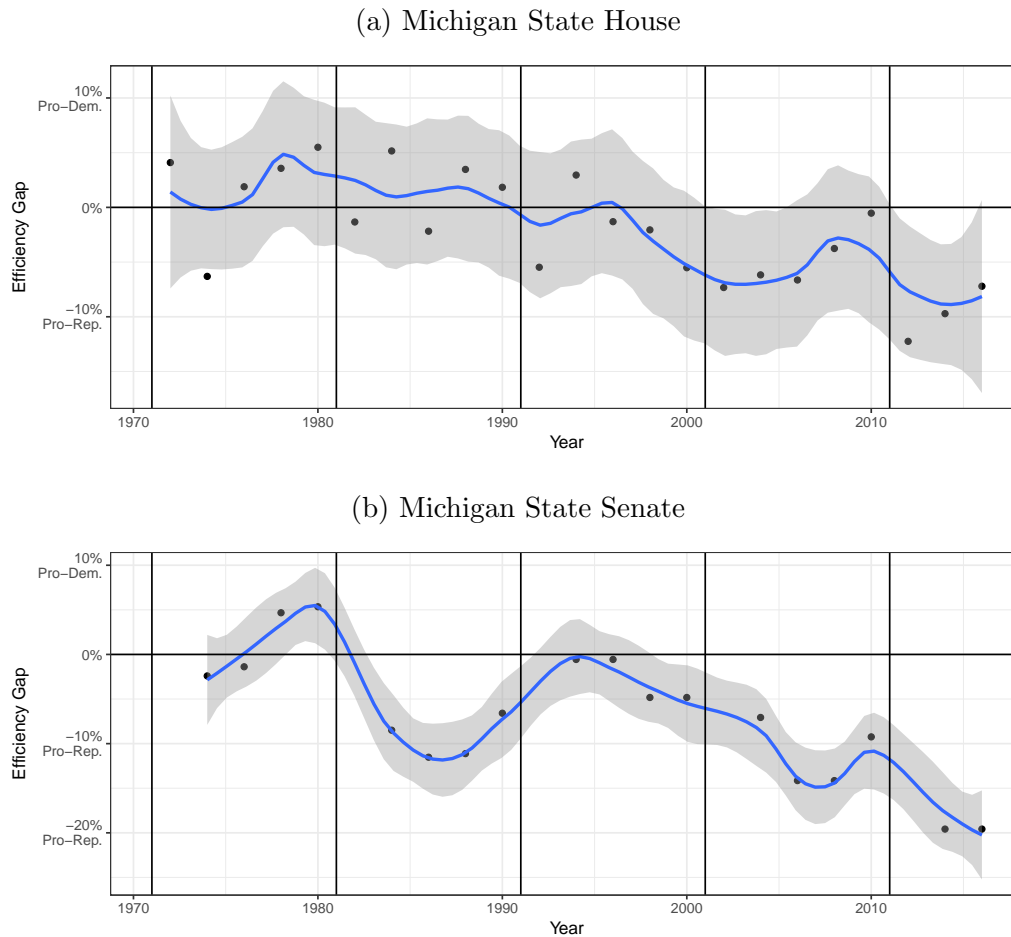 (a) Michigan State House
10%
Pro−Dem.
0%
−10%
Pro−Rep.
Efficiency Gap
1970 1980 1990 2000 2010
Year
(b) Michigan State Senate
10%
Pro−Dem.
0%
−10%
Pro−Rep.
−20%
Pro−Rep.
Efficiency Gap
1970 1980 1990 2000 2010
Year